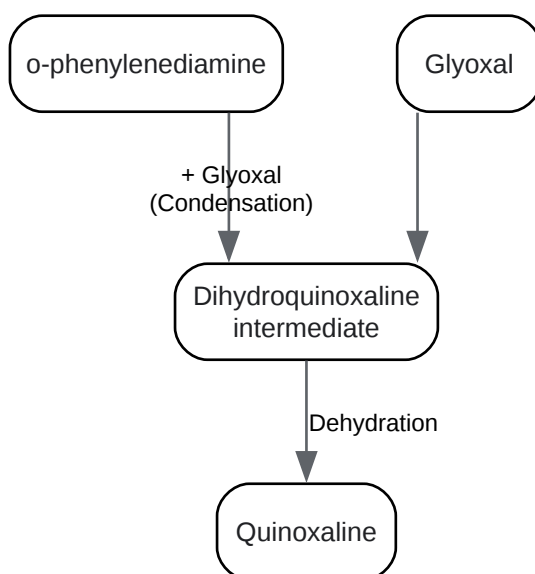 o-phenylenediamine
Glyoxal
+ Glyoxal
(Condensation)
Dihydroquinoxaline
intermediate
Dehydration
Quinoxaline